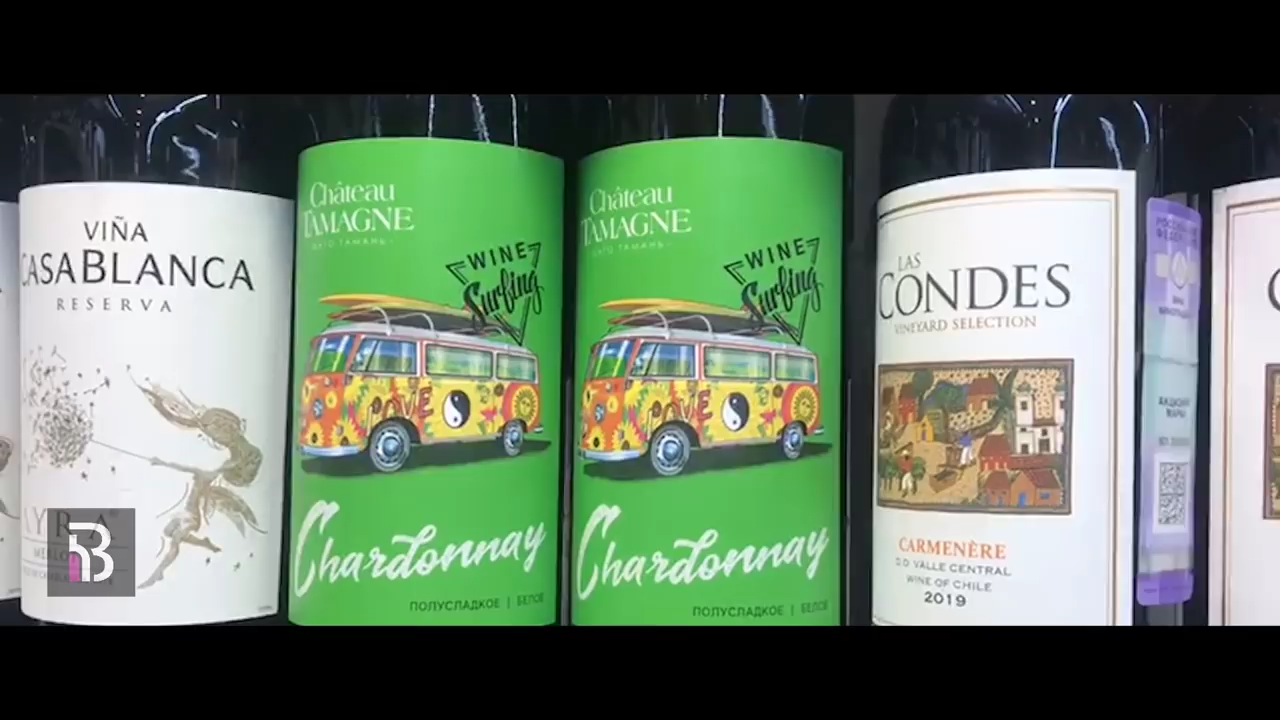 VIÑA
CASABLANCA
RESERVA
Château
TAMAGNE
WINE
Surfing
LOVE
Chardonnay
ПОЛУСЛАДКОЕ | БЕЛОЕ
Château
TAMAGNE
WINE
Surfing
LOVE
Chardonnay
ПОЛУСЛАДКОЕ | БЕЛОЕ
LAS
CONDES
VINEYARD SELECTION
CARMENÈRE
D.O VALLE CENTRAL
WINE OF CHILE
2019
B